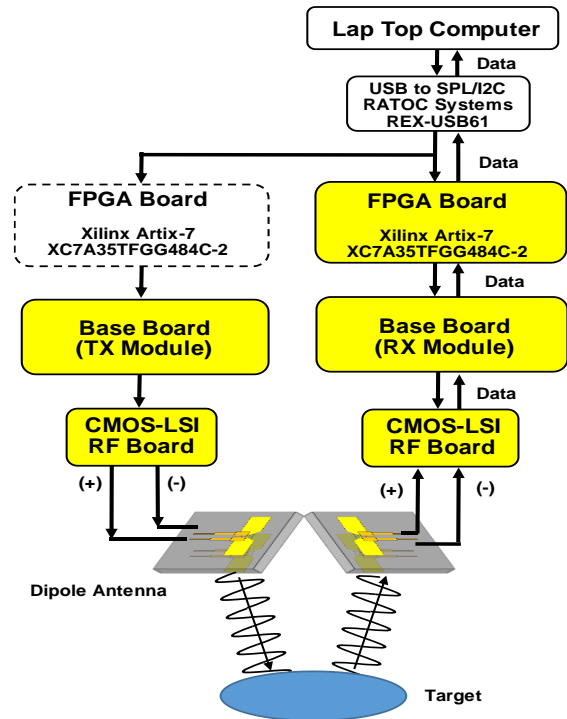 Lap Top Computer
Data
USB to SPL/I2C
RATOC Systems
REX-USB61
Data
FPGA Board
Xilinx Artix-7
XC7A35TFGG484C-2
FPGA Board
Xilinx Artix-7
XC7A35TFGG484C-2
Data
Base Board
(TX Module)
Base Board
(RX Module)
Data
CMOS-LSI
RF Board
CMOS-LSI
RF Board
(+)
(-)
(+)
(-)
Dipole Antenna
Target